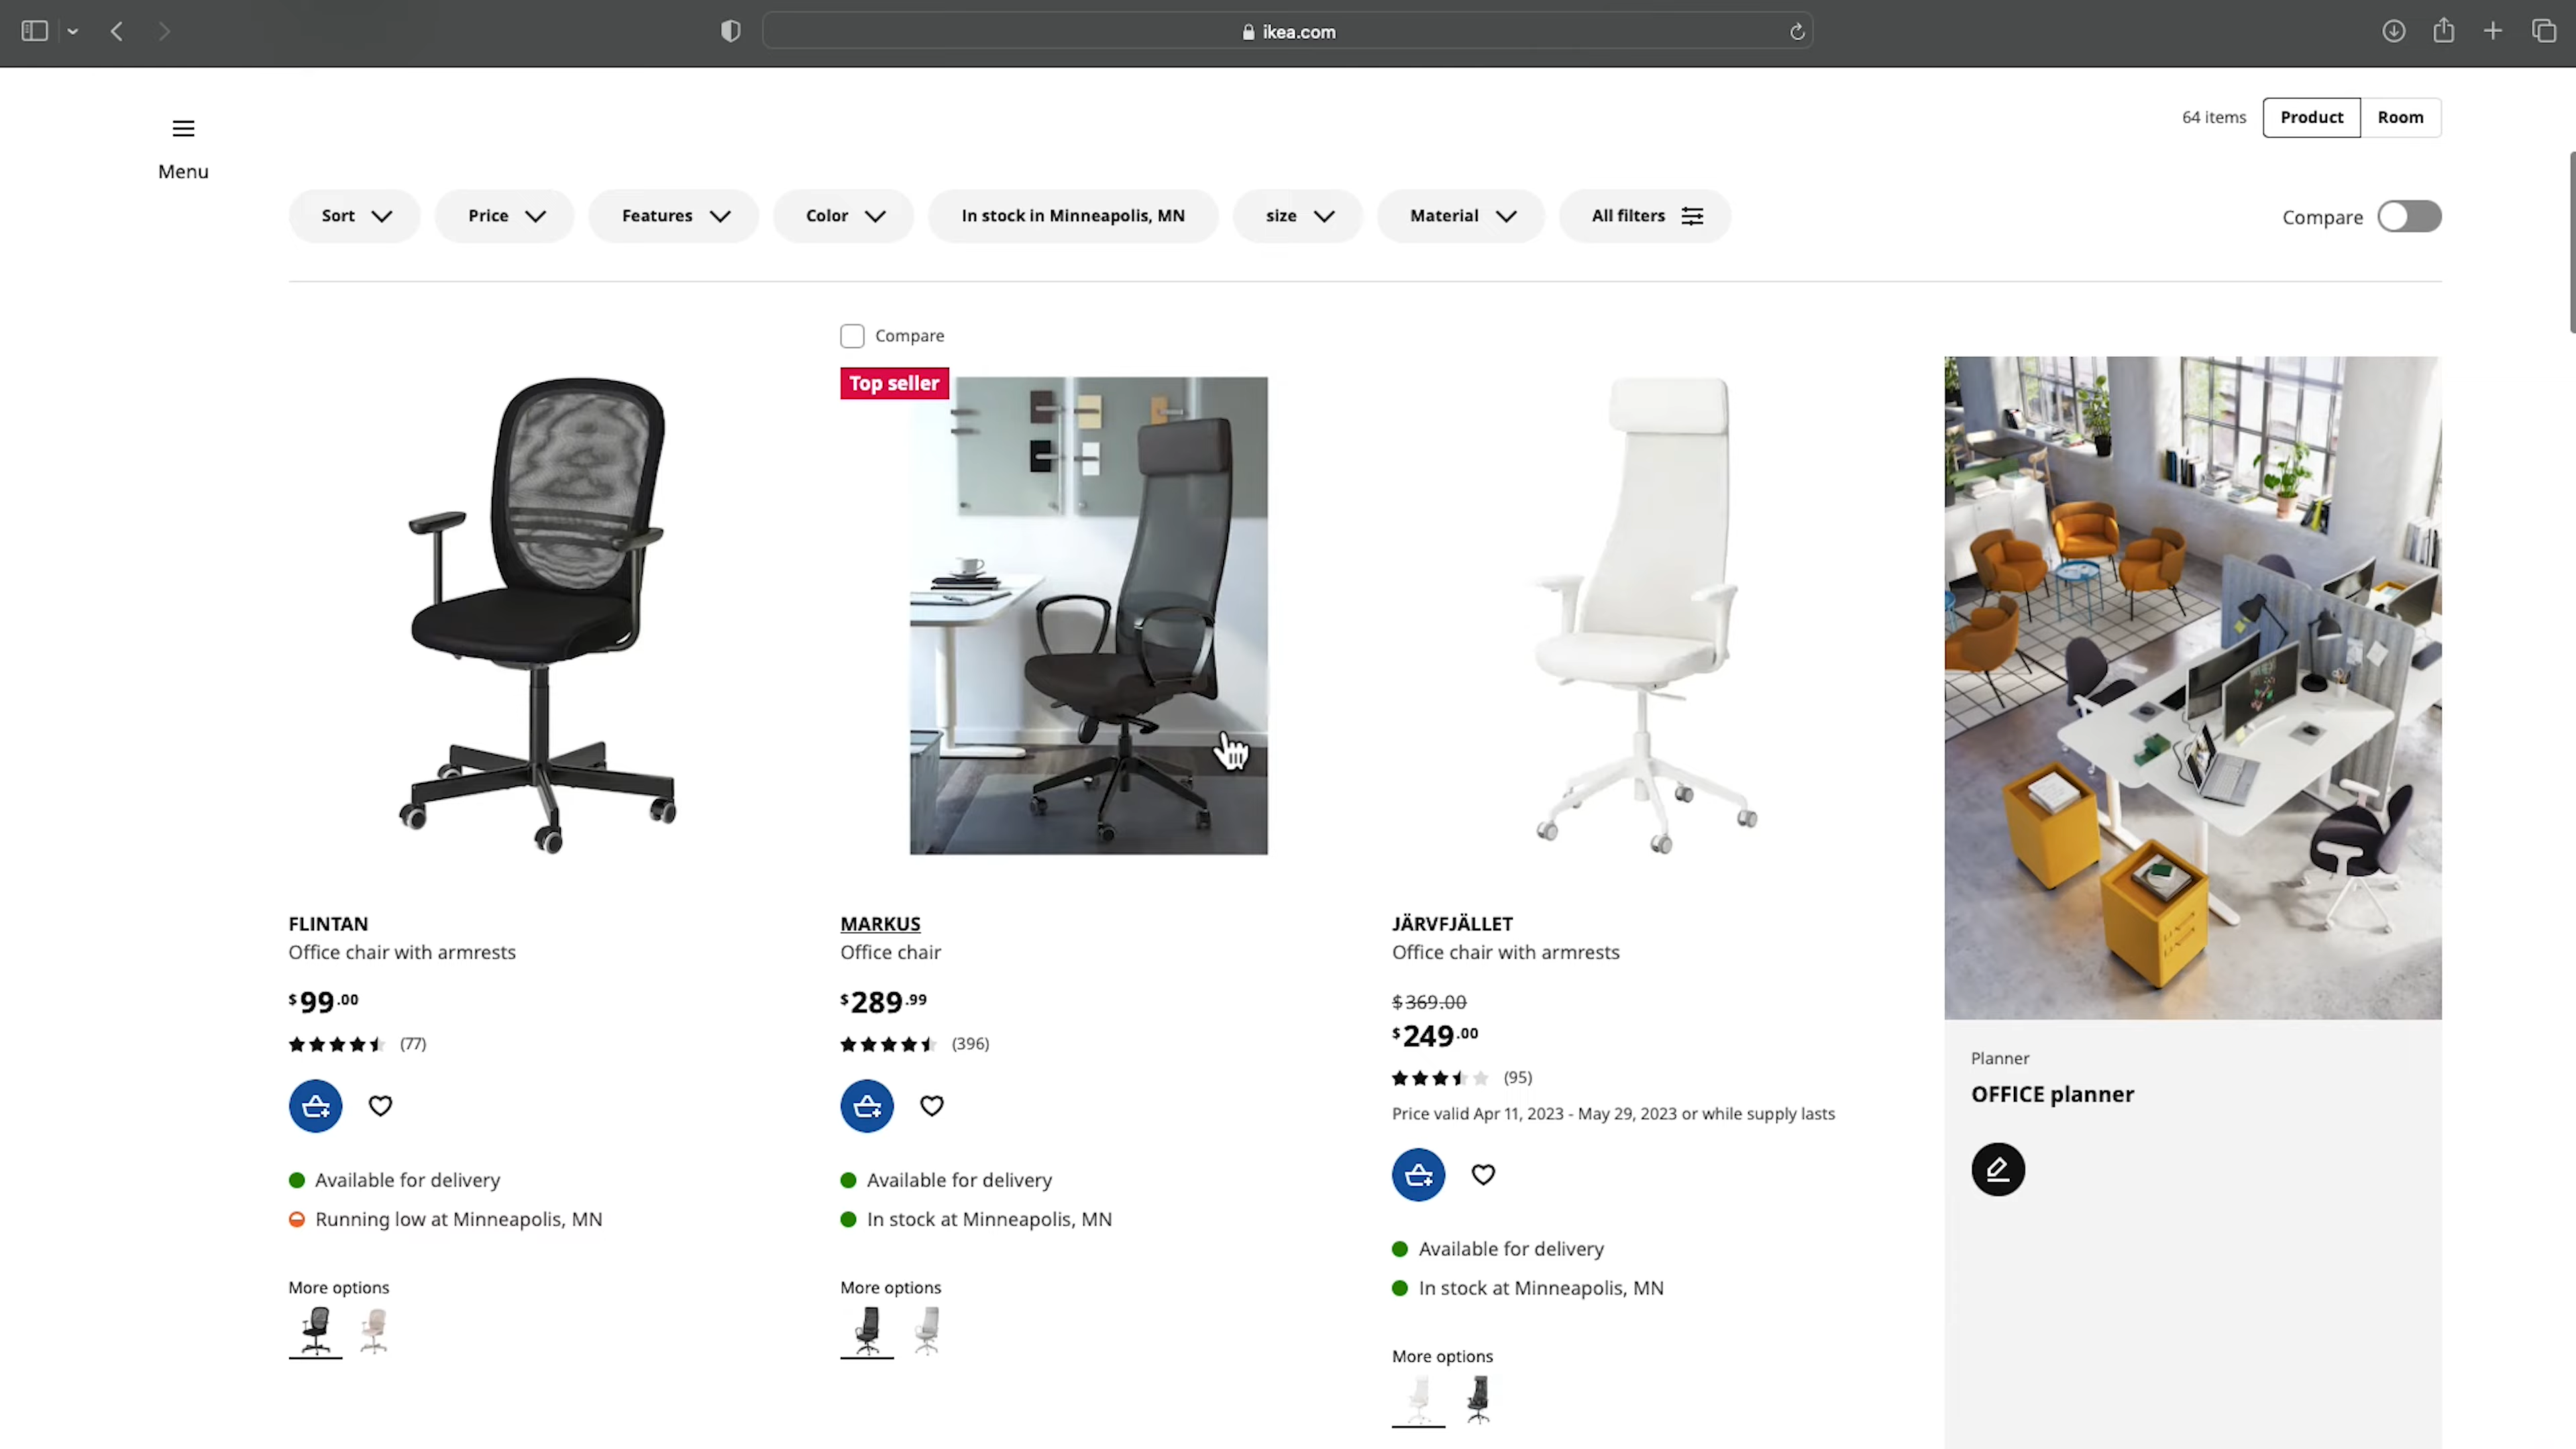 ikea.com
Menu
64 items
Product
Room
Sort
Price
Features
Color
In stock in Minneapolis, MN
size
Material
All filters
Compare
Compare
Top seller
FLINTAN
Office chair with armrests
$99.00
(77)
Available for delivery
Running low at Minneapolis, MN
More options
MARKUS
Office chair
$289.99
(396)
Available for delivery
In stock at Minneapolis, MN
More options
JÄRVFJÄLLET
Office chair with armrests
$369.00
$249.00
(95)
Price valid Apr 11, 2023 - May 29, 2023 or while supply lasts
Available for delivery
In stock at Minneapolis, MN
More options
Planner
OFFICE planner